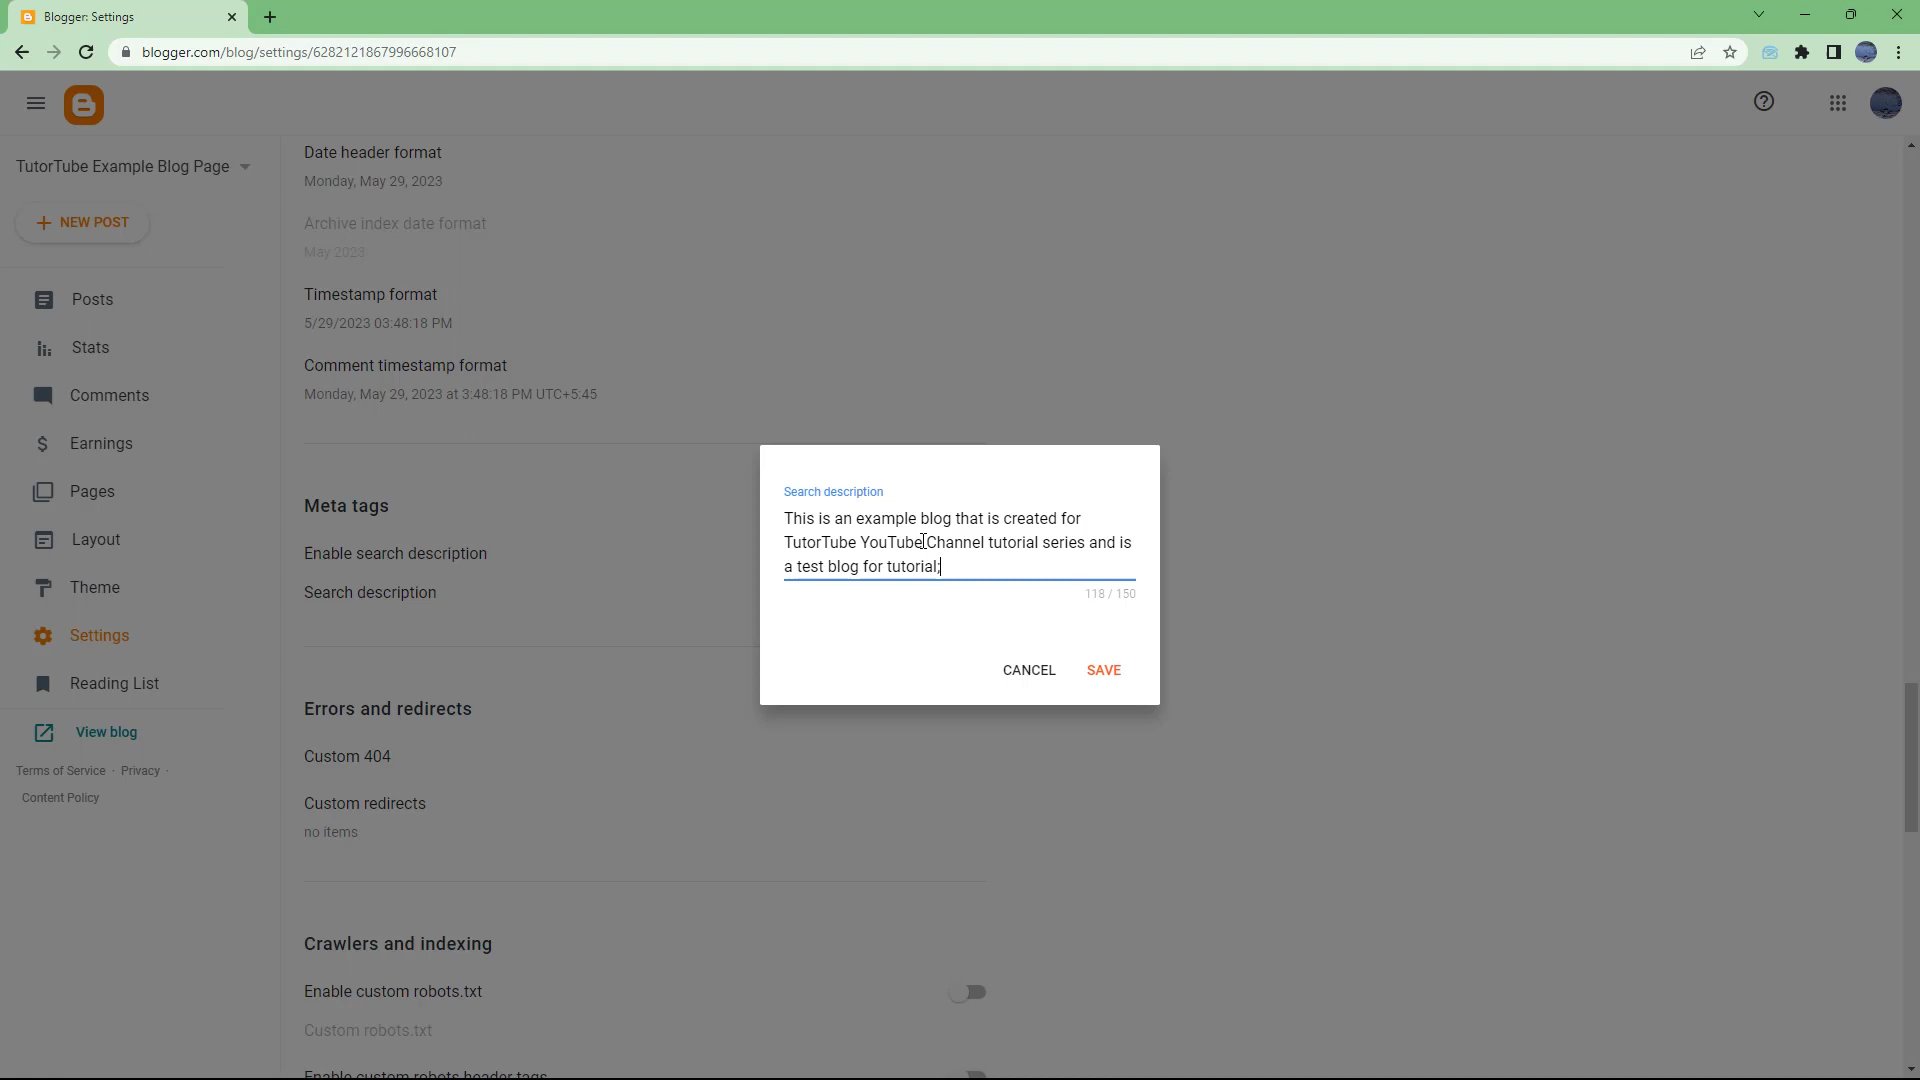 Blogger: Settings
blogger.com/blog/settings/6282121867996668107
TutorTube Example Blog Page
NEW POST
Posts
Stats
Comments
Earnings
Pages
Layout
Theme
Settings
Reading List
View blog
Terms of Service · Privacy ·
Content Policy
Date header format
Monday, May 29, 2023
Archive index date format
May 2023
Timestamp format
5/29/2023 03:48:18 PM
Comment timestamp format
Monday, May 29, 2023 at 3:48:18 PM UTC+5:45
Meta tags
Enable search description
Search description
Errors and redirects
Custom 404
Custom redirects
no items
Crawlers and indexing
Enable custom robots.txt
Custom robots.txt
Enable custom robots header tags
Search description
This is an example blog that is created for
TutorTube YouTube Channel tutorial series and is
a test blog for tutorial;
118 / 150
CANCEL
SAVE